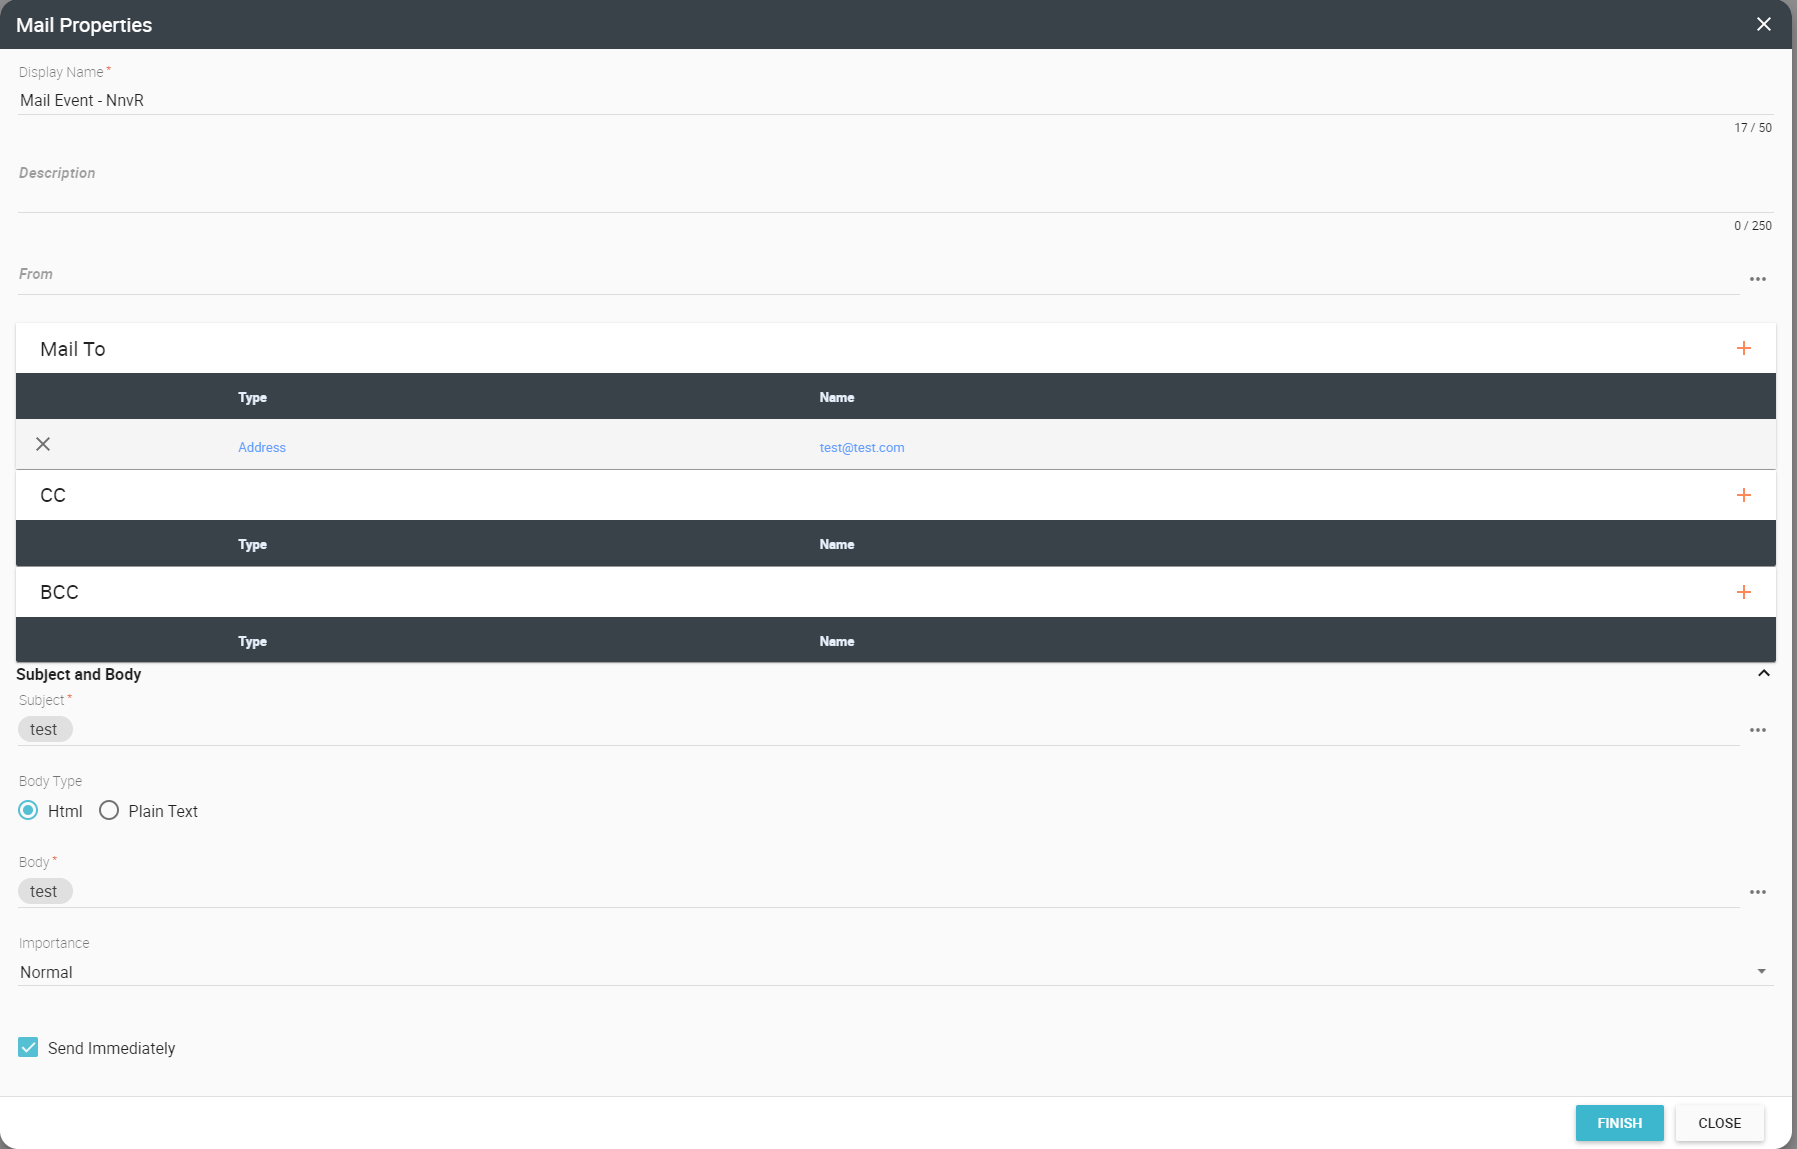 Mail Properties
Display Name *
Mail Event - NnvR
17 / 50
Description
0 / 250
From
Mail To
Type Name
Address test@test.com
CC
Type Name
BCC
Type Name
Subject and Body
Subject *
test
Body Type
Html Plain Text
Body *
test
Importance
Normal
Send Immediately
FINISH CLOSE